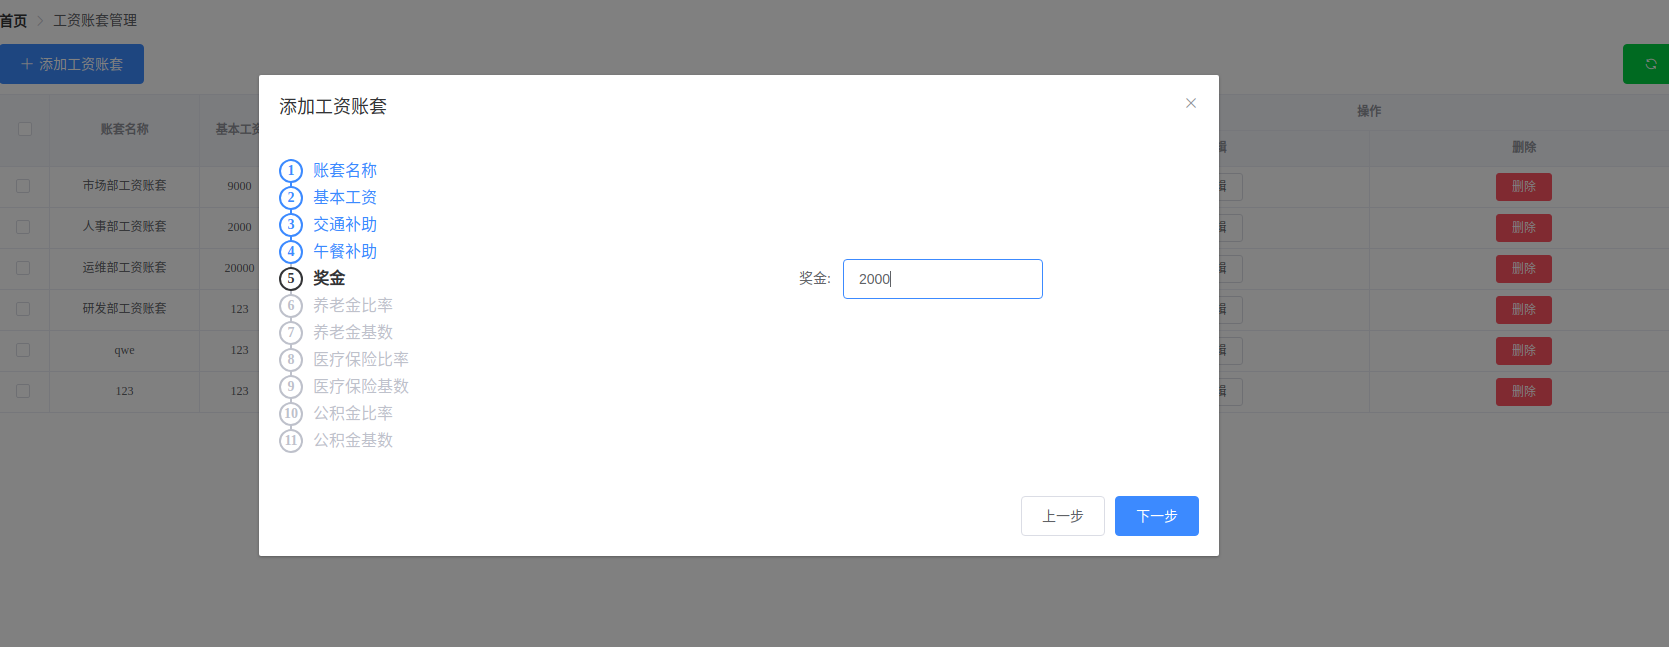 首页 工资账套管理
添加工资账套
操作
账套名称 基本工资
辑 删除
市场部工资账套 9000 辑 删除
人事部工资账套 2000 辑 删除
运维部工资账套 20000 辑 删除
研发部工资账套 123 辑 删除
qwe 123 辑 删除
123 123 辑 删除
添加工资账套
1 账套名称
2 基本工资
3 交通补助
4 午餐补助
5 奖金
奖金: 2000
6 养老金比率
7 养老金基数
8 医疗保险比率
9 医疗保险基数
10 公积金比率
11 公积金基数
上一步 下一步